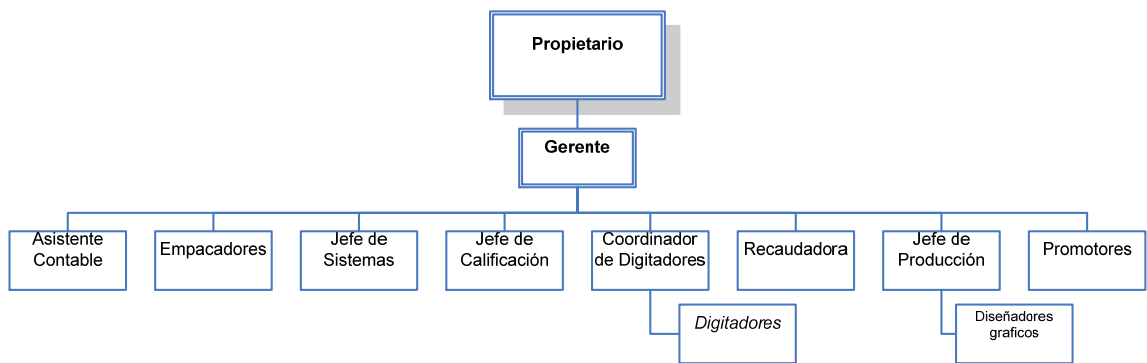 Propietario
Gerente
Asistente
Contable
Empacadores
Jefe de
Sistemas
Jefe de
Calificación
Coordinador
de Digitadores
Recaudadora
Jefe de
Producción
Promotores
Digitadores
Diseñadores
graficos